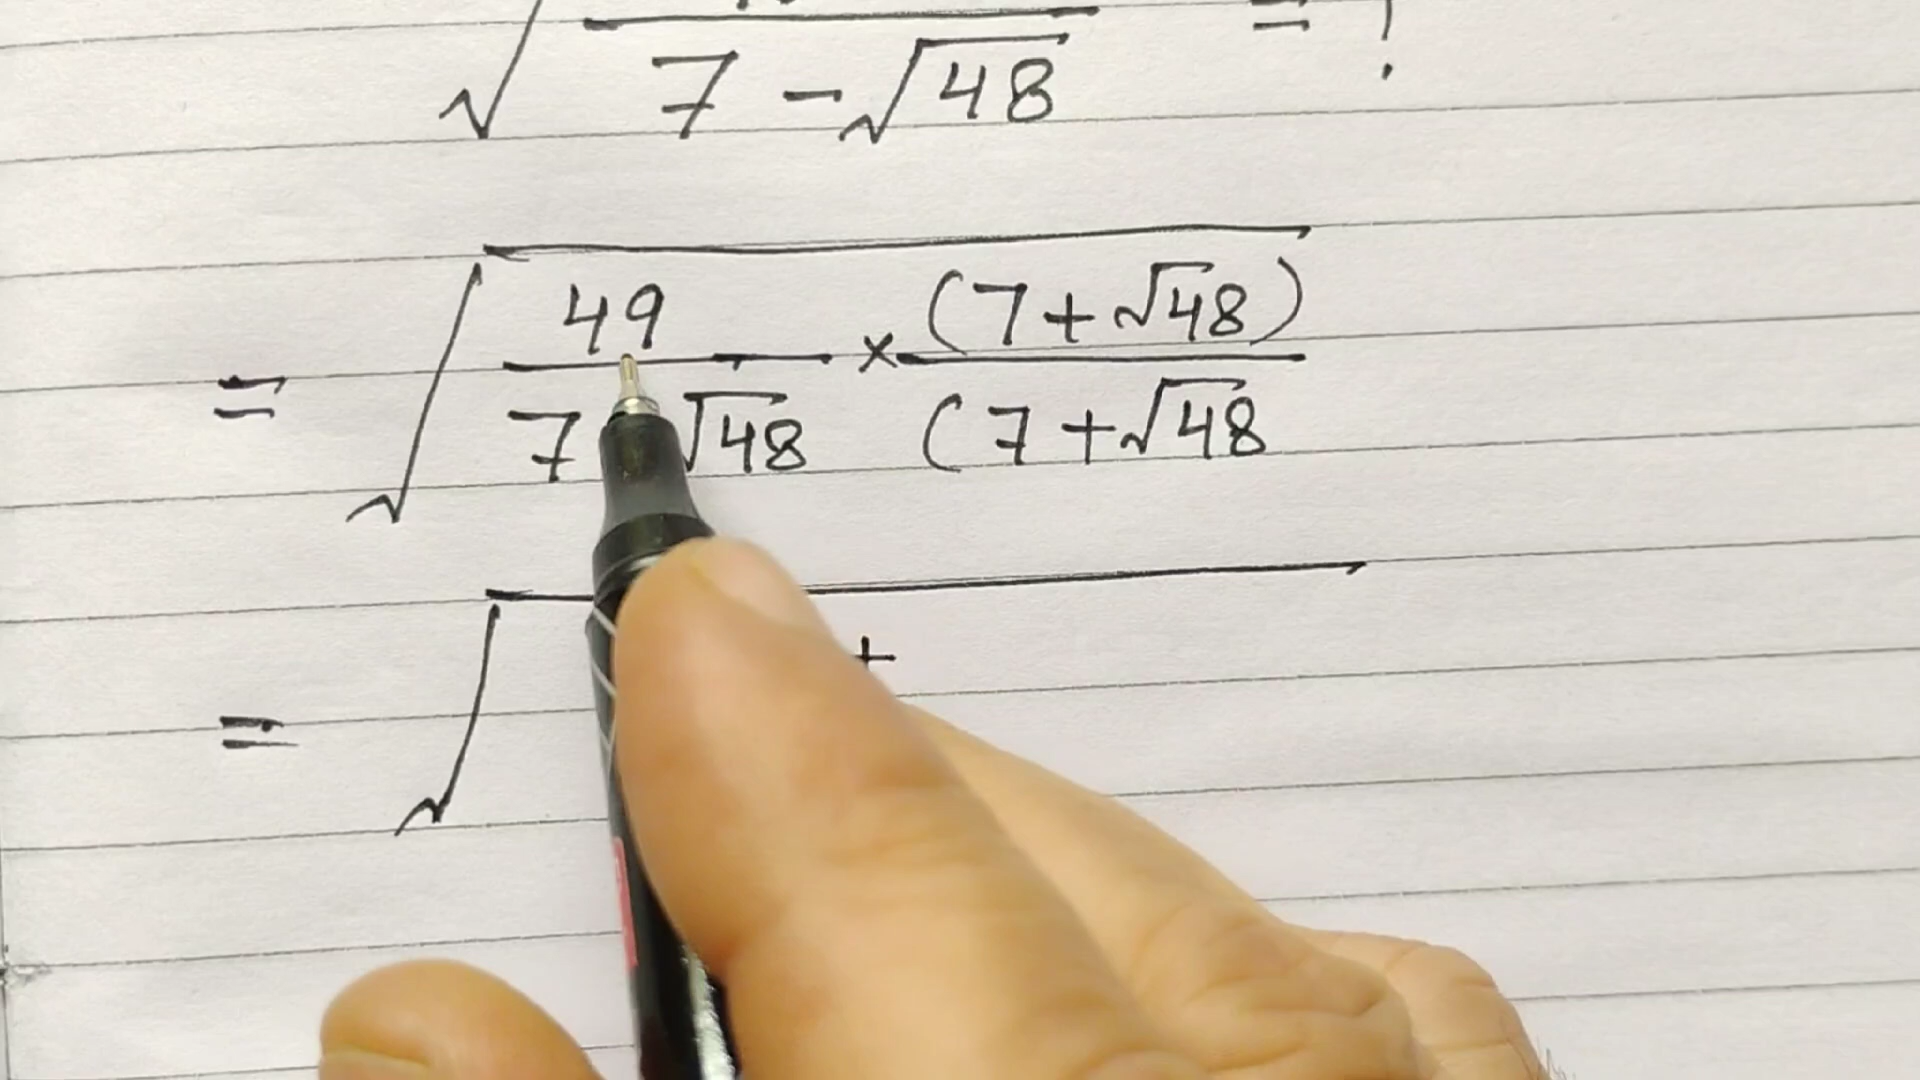 √ 7 - √48 = ?
= √ 49 / 7 √48 × (7 + √48) / (7 + √48
= √ +